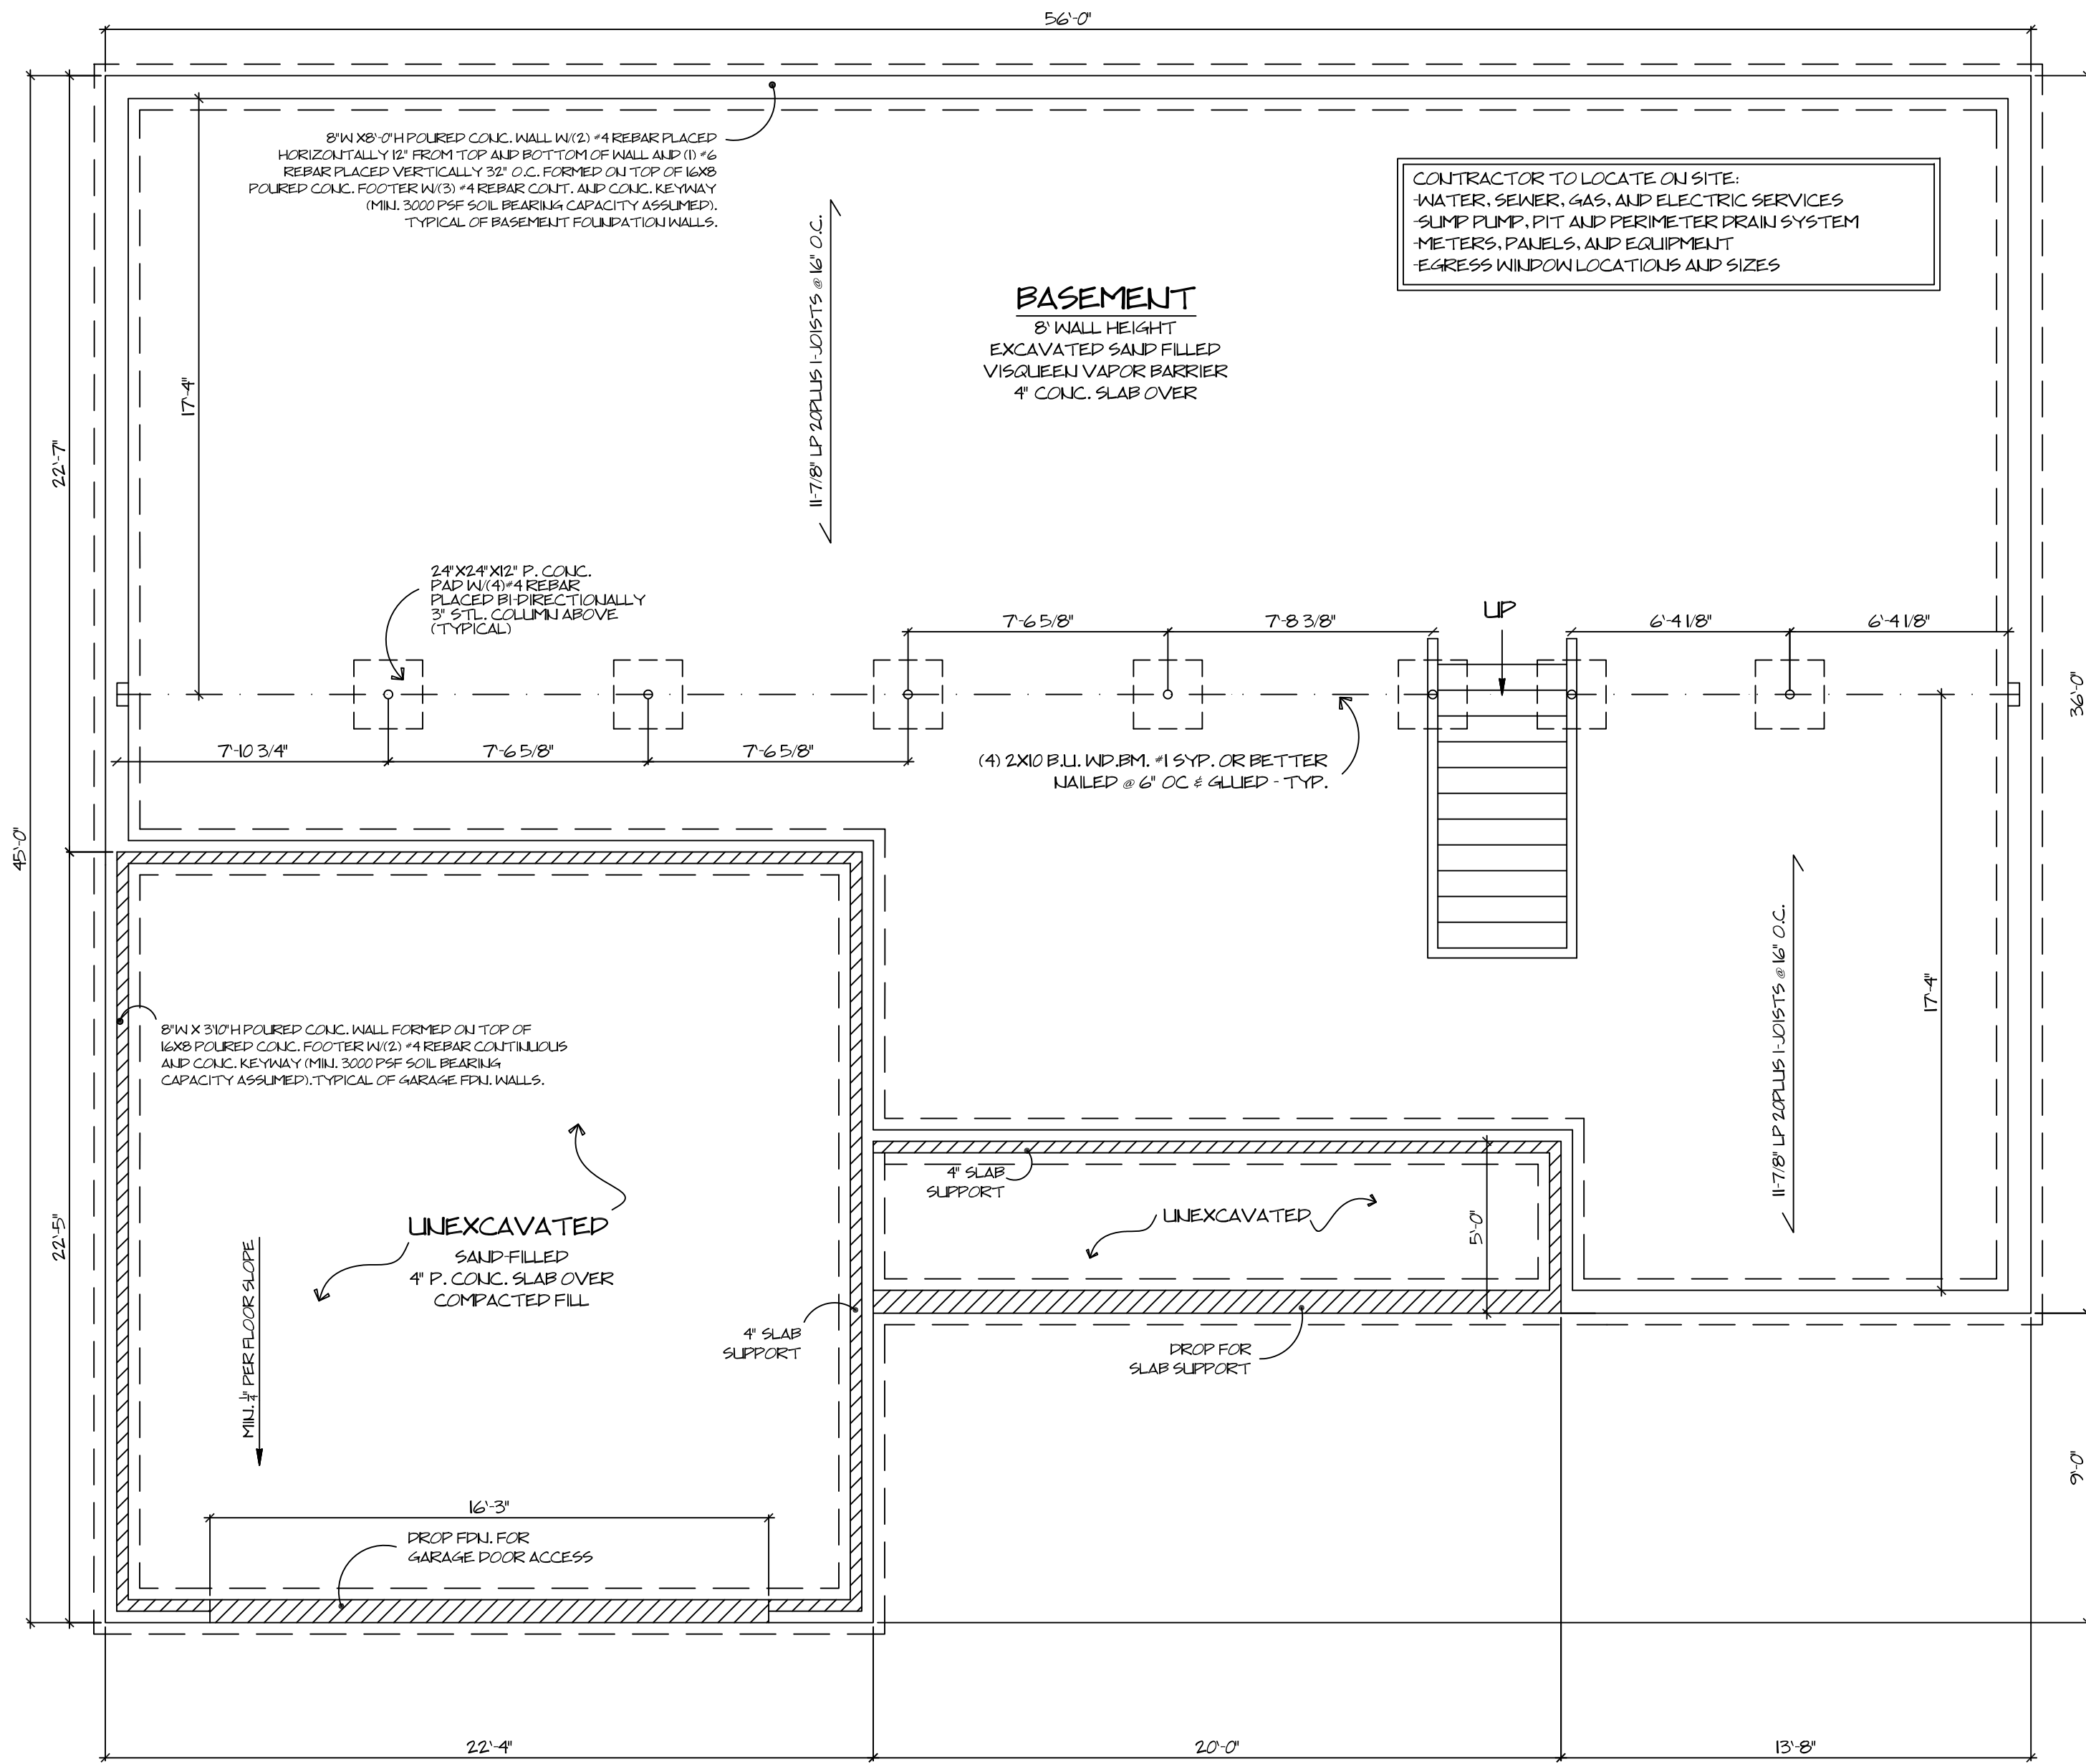 56'-0"
8"W X8'-0"H POURED CONC. WALL W/(2) #4 REBAR PLACED
HORIZONTALLY 12" FROM TOP AND BOTTOM OF WALL AND (1) #6
REBAR PLACED VERTICALLY 32" O.C. FORMED ON TOP OF 16X8
POURED CONC. FOOTER W/(3) #4 REBAR CONT. AND CONC. KEYWAY
(MIN. 3000 PSF SOIL BEARING CAPACITY ASSUMED).
TYPICAL OF BASEMENT FOUNDATION WALLS.
CONTRACTOR TO LOCATE ON SITE:
-WATER, SEWER, GAS, AND ELECTRIC SERVICES
-SUMP PUMP, PIT AND PERIMETER DRAIN SYSTEM
-METERS, PANELS, AND EQUIPMENT
-EGRESS WINDOW LOCATIONS AND SIZES
11-7/8" LP 20PLUS I-JOISTS @ 16" O.C.
BASEMENT
8' WALL HEIGHT
EXCAVATED SAND FILLED
VISQUEEN VAPOR BARRIER
4" CONC. SLAB OVER
17'-4"
22'-7"
24"X24"X12" P. CONC.
PAD W/(4)#4 REBAR
PLACED BI-DIRECTIONALLY
3" STL. COLUMN ABOVE
(TYPICAL)
7'-6 5/8"
7'-8 3/8"
UP
6'-4 1/8"
6'-4 1/8"
36'-0"
7'-10 3/4"
7'-6 5/8"
7'-6 5/8"
(4) 2X10 B.U. WD.BM. #1 SYP. OR BETTER
NAILED @ 6" OC & GLUED - TYP.
45'-0"
8"W X 3'10"H POURED CONC. WALL FORMED ON TOP OF
16X8 POURED CONC. FOOTER W/(2) #4 REBAR CONTINUOUS
AND CONC. KEYWAY (MIN. 3000 PSF SOIL BEARING
CAPACITY ASSUMED).TYPICAL OF GARAGE FDN. WALLS.
11-7/8" LP 20PLUS I-JOISTS @ 16" O.C.
17'-4"
4" SLAB
SUPPORT
UNEXCAVATED
5'-0"
22'-5"
UNEXCAVATED
SAND-FILLED
4" P. CONC. SLAB OVER
COMPACTED FILL
MIN. ¼" PER FLOOR SLOPE
4" SLAB
SUPPORT
DROP FOR
SLAB SUPPORT
9'-0"
16'-3"
DROP FDN. FOR
GARAGE DOOR ACCESS
22'-4"
20'-0"
13'-8"